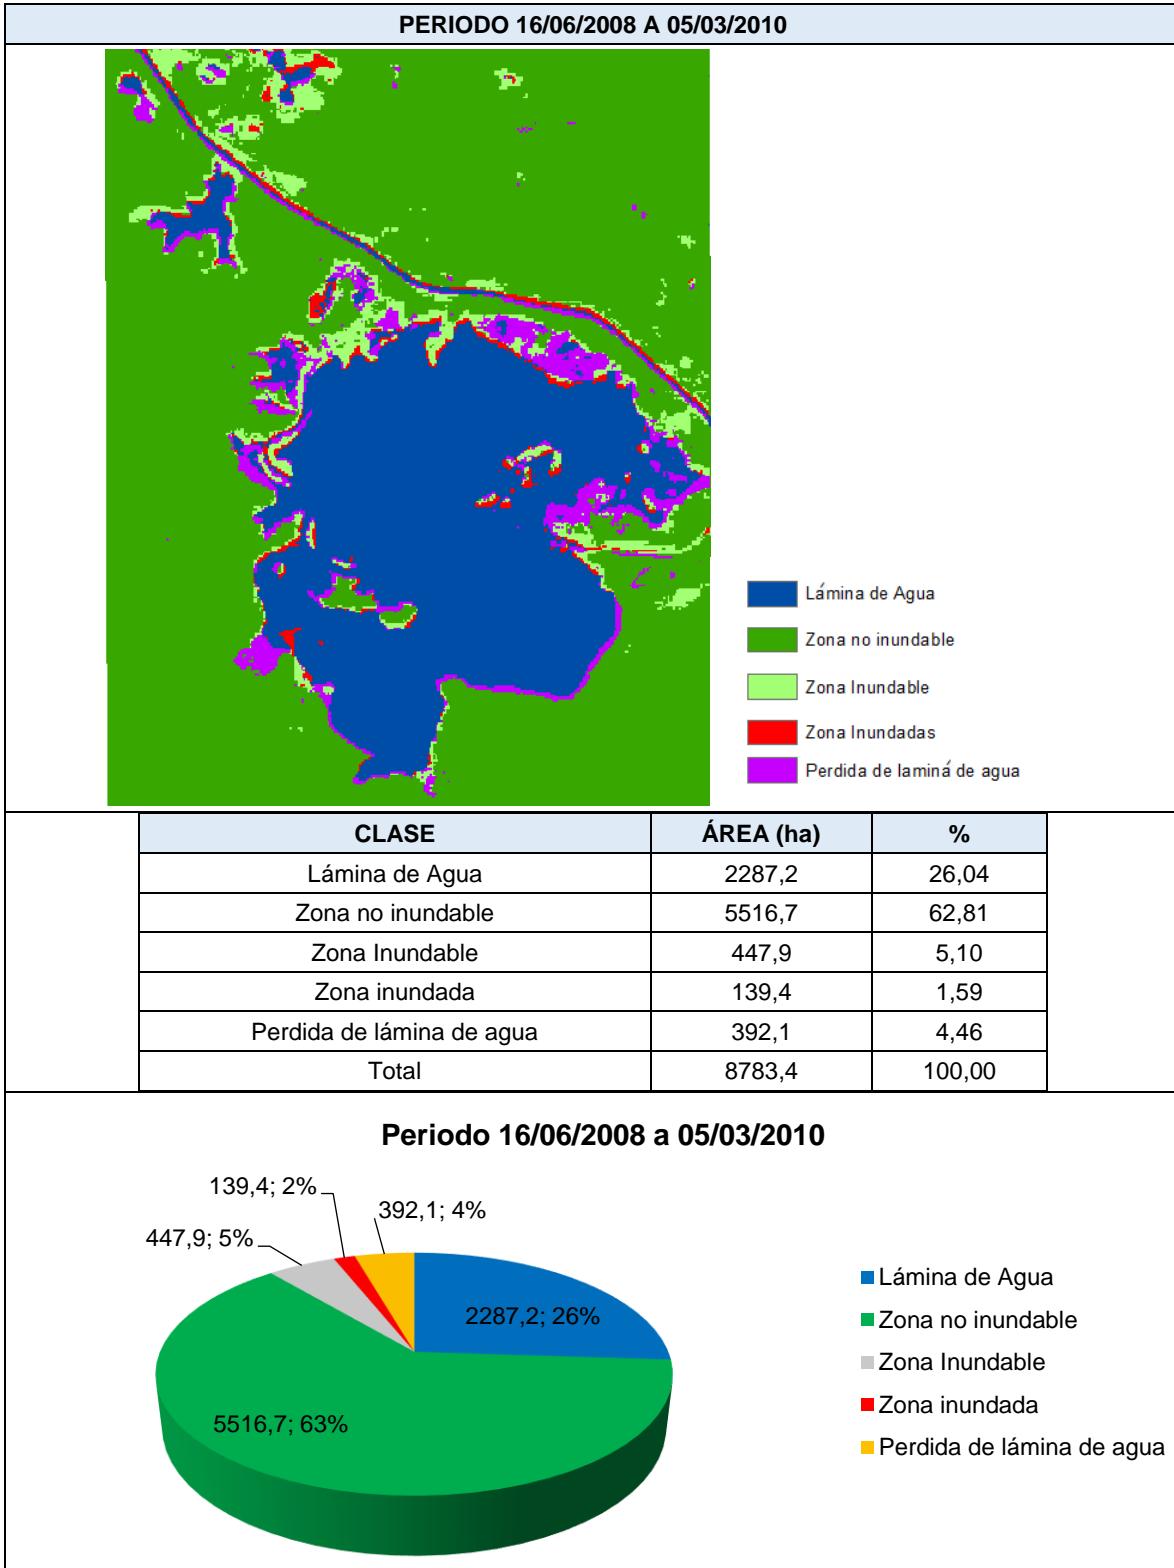 PERIODO 16/06/2008 A 05/03/2010
Lámina de Agua
Zona no inundable
Zona Inundable
Zona Inundadas
Perdida de laminá de agua
CLASE ÁREA (ha) %
Lámina de Agua 2287,2 26,04
Zona no inundable 5516,7 62,81
Zona Inundable 447,9 5,10
Zona inundada 139,4 1,59
Perdida de lámina de agua 392,1 4,46
Total 8783,4 100,00
Periodo 16/06/2008 a 05/03/2010
139,4; 2%
392,1; 4%
447,9; 5%
2287,2; 26%
5516,7; 63%
Lámina de Agua
Zona no inundable
Zona Inundable
Zona inundada
Perdida de lámina de agua